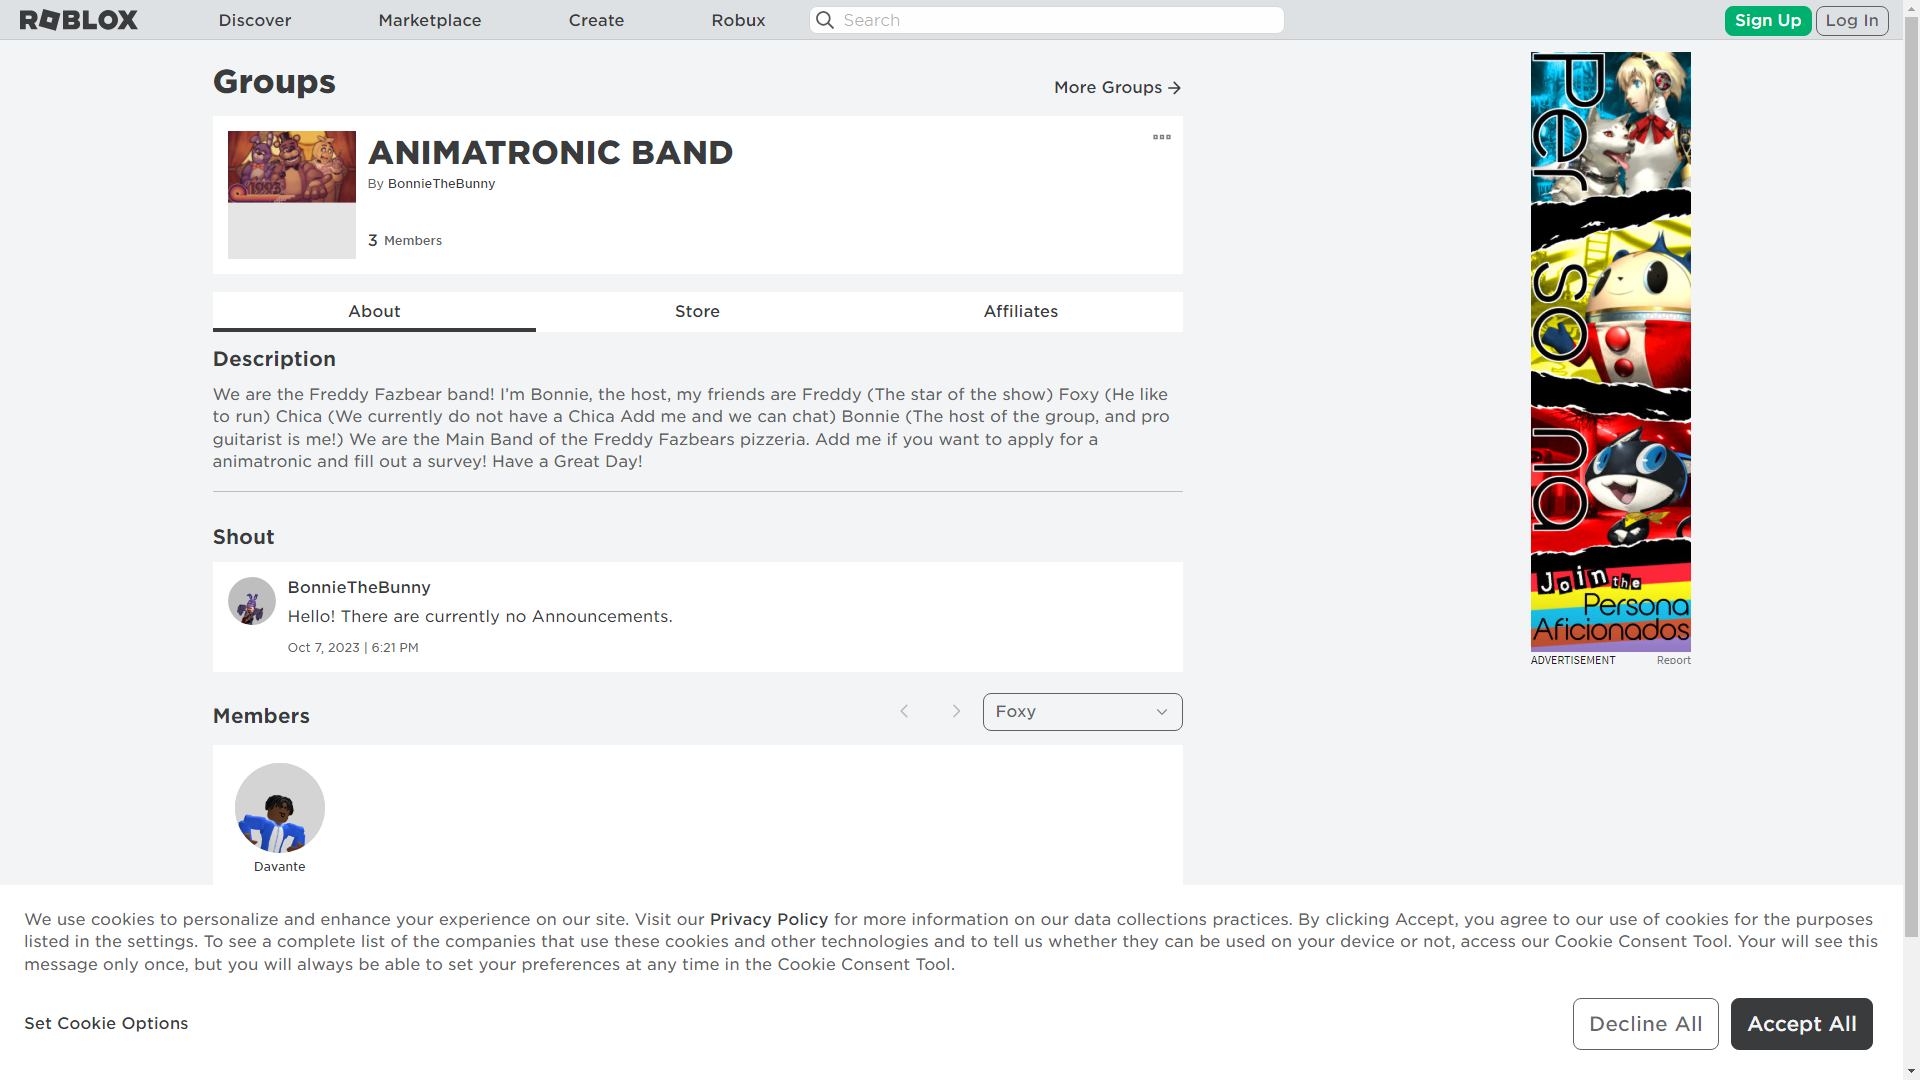 ROBLOX Discover Marketplace Create Robux Search Sign Up Log In
Groups
More Groups
ANIMATRONIC BAND
By BonnieTheBunny
1993
3 Members
About Store Affiliates
Description
We are the Freddy Fazbear band! I’m Bonnie, the host, my friends are Freddy (The star of the show) Foxy (He like
to run) Chica (We currently do not have a Chica Add me and we can chat) Bonnie (The host of the group, and pro
guitarist is me!) We are the Main Band of the Freddy Fazbears pizzeria. Add me if you want to apply for a
animatronic and fill out a survey! Have a Great Day!
Shout
BonnieTheBunny
Hello! There are currently no Announcements.
Oct 7, 2023 | 6:21 PM
Members
Foxy
Davante
Per
so
na
Join the
Persona
Aficionados
ADVERTISEMENT Report
We use cookies to personalize and enhance your experience on our site. Visit our Privacy Policy for more information on our data collections practices. By clicking Accept, you agree to our use of cookies for the purposes
listed in the settings. To see a complete list of the companies that use these cookies and other technologies and to tell us whether they can be used on your device or not, access our Cookie Consent Tool. Your will see this
message only once, but you will always be able to set your preferences at any time in the Cookie Consent Tool.
Set Cookie Options
Decline All
Accept All